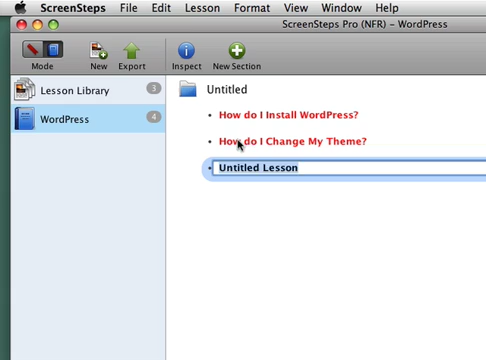 ScreenSteps File Edit Lesson Format View Window Help
ScreenSteps Pro (NFR) – WordPress
Mode New Export Inspect New Section
Lesson Library 3
WordPress 4
Untitled
• How do I Install WordPress?
• How do I Change My Theme?
• Untitled Lesson